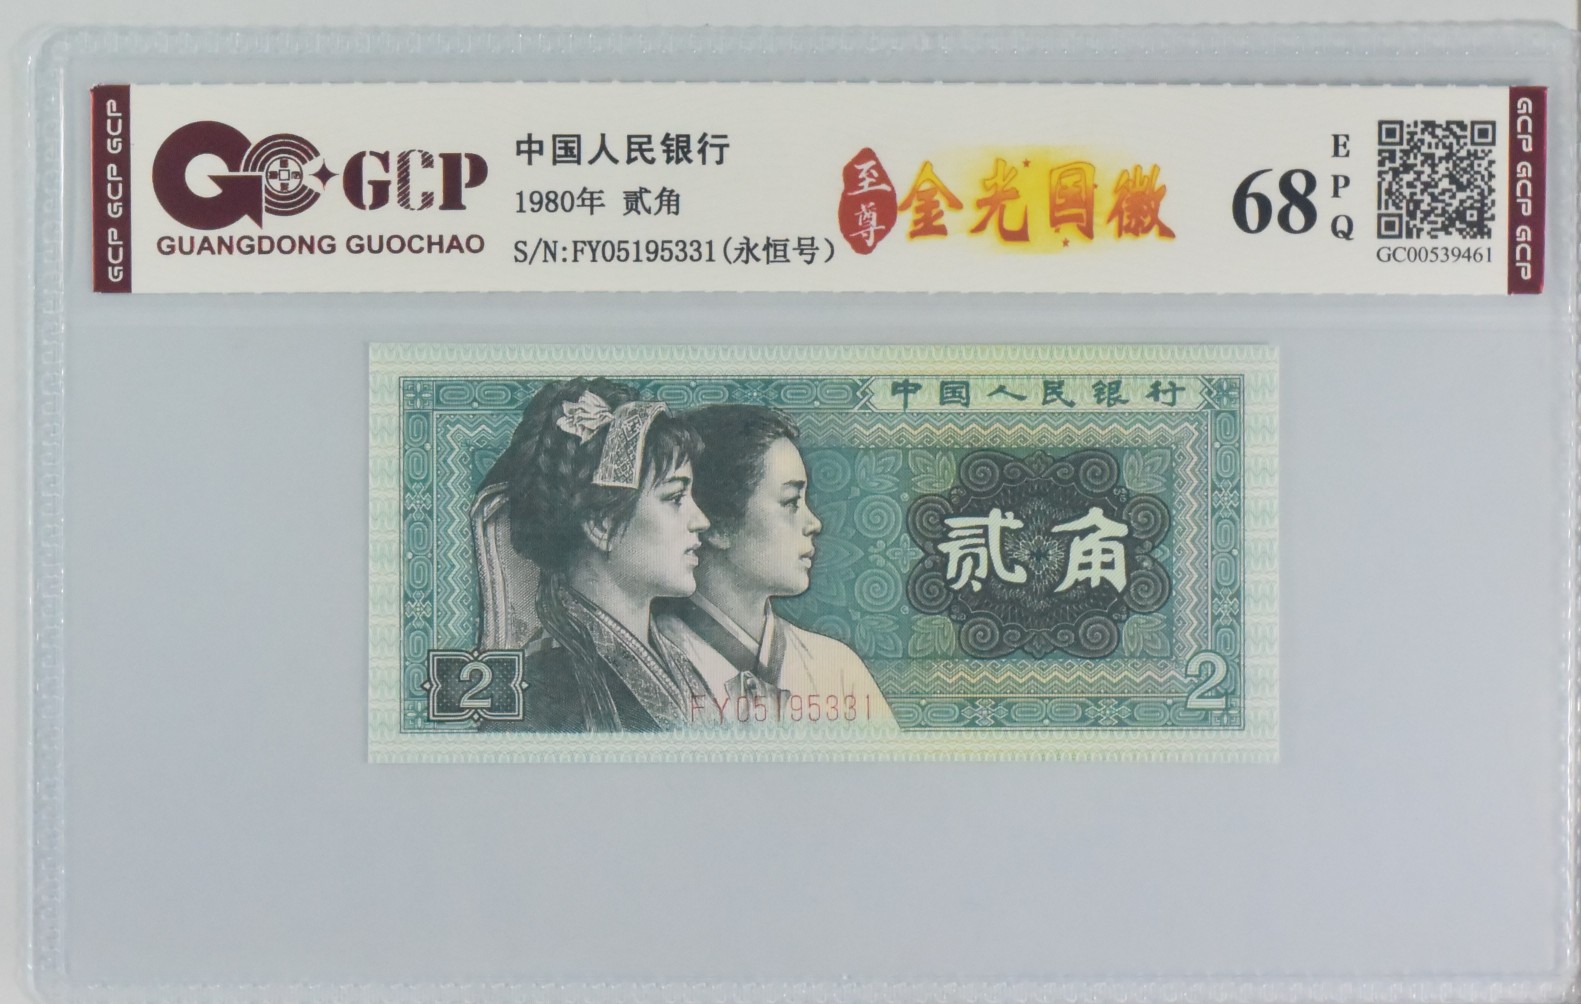 GCP GCP GCP
GCP
GUANGDONG GUOCHAO
中国人民银行
1980年 贰角
S/N:FY05195331(永恒号)
至尊
金光国徽
68
EPQ
GC00539461
GCP GCP GCP
中国人民银行
贰角
2
2
FY05195331